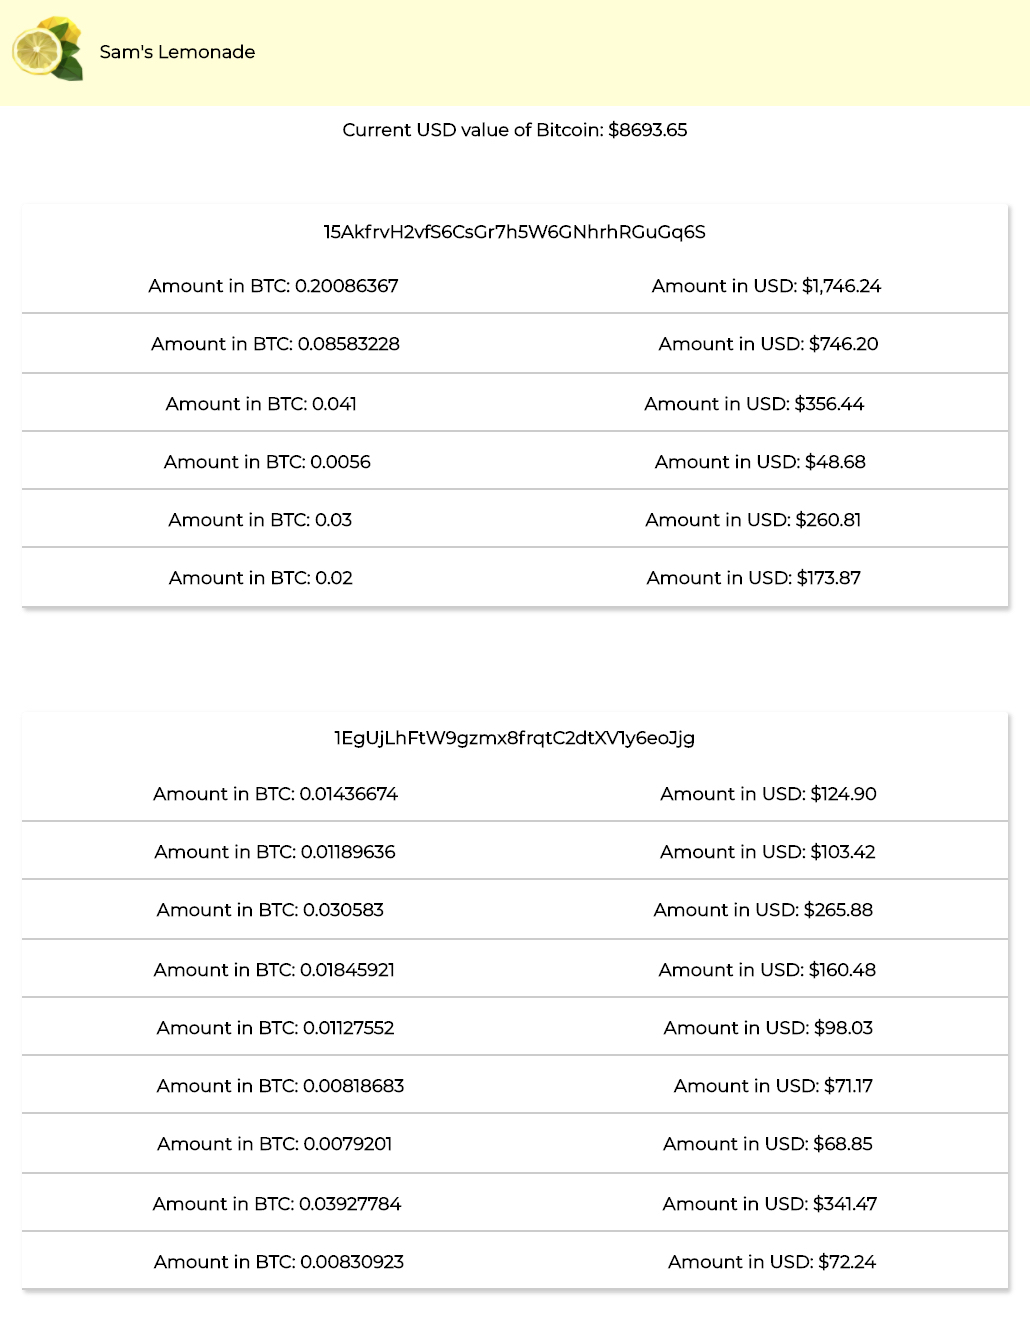 Sam's Lemonade
Current USD value of Bitcoin: $8693.65
15AkfrvH2vfS6CsGr7h5W6GNhrhRGuGq6S
Amount in BTC: 0.20086367 Amount in USD: $1,746.24
Amount in BTC: 0.08583228 Amount in USD: $746.20
Amount in BTC: 0.041 Amount in USD: $356.44
Amount in BTC: 0.0056 Amount in USD: $48.68
Amount in BTC: 0.03 Amount in USD: $260.81
Amount in BTC: 0.02 Amount in USD: $173.87
1EgUjLhFtW9gzmx8frqtC2dtXV1y6eoJjg
Amount in BTC: 0.01436674 Amount in USD: $124.90
Amount in BTC: 0.01189636 Amount in USD: $103.42
Amount in BTC: 0.030583 Amount in USD: $265.88
Amount in BTC: 0.01845921 Amount in USD: $160.48
Amount in BTC: 0.01127552 Amount in USD: $98.03
Amount in BTC: 0.00818683 Amount in USD: $71.17
Amount in BTC: 0.0079201 Amount in USD: $68.85
Amount in BTC: 0.03927784 Amount in USD: $341.47
Amount in BTC: 0.00830923 Amount in USD: $72.24